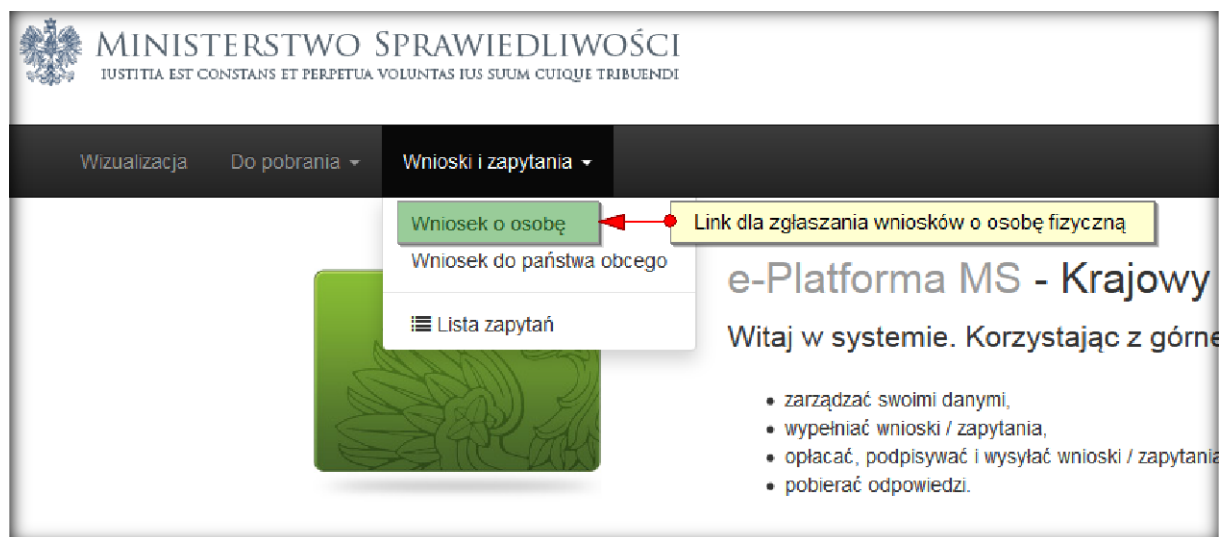 MINISTERSTWO SPRAWIEDLIWOŚCI
IUSTITIA EST CONSTANS ET PERPETUA VOLUNTAS IUS SUUM CUIQUE TRIBUENDI
Wizualizacja Do pobrania Wnioski i zapytania
Wniosek o osobę
Link dla zgłaszania wniosków o osobę fizyczną
Wniosek do państwa obcego
Lista zapytań
e-Platforma MS - Krajowy
Witaj w systemie. Korzystając z górne
zarządzać swoimi danymi,
wypełniać wnioski / zapytania,
opłacać, podpisywać i wysyłać wnioski / zapytania
pobierać odpowiedzi.